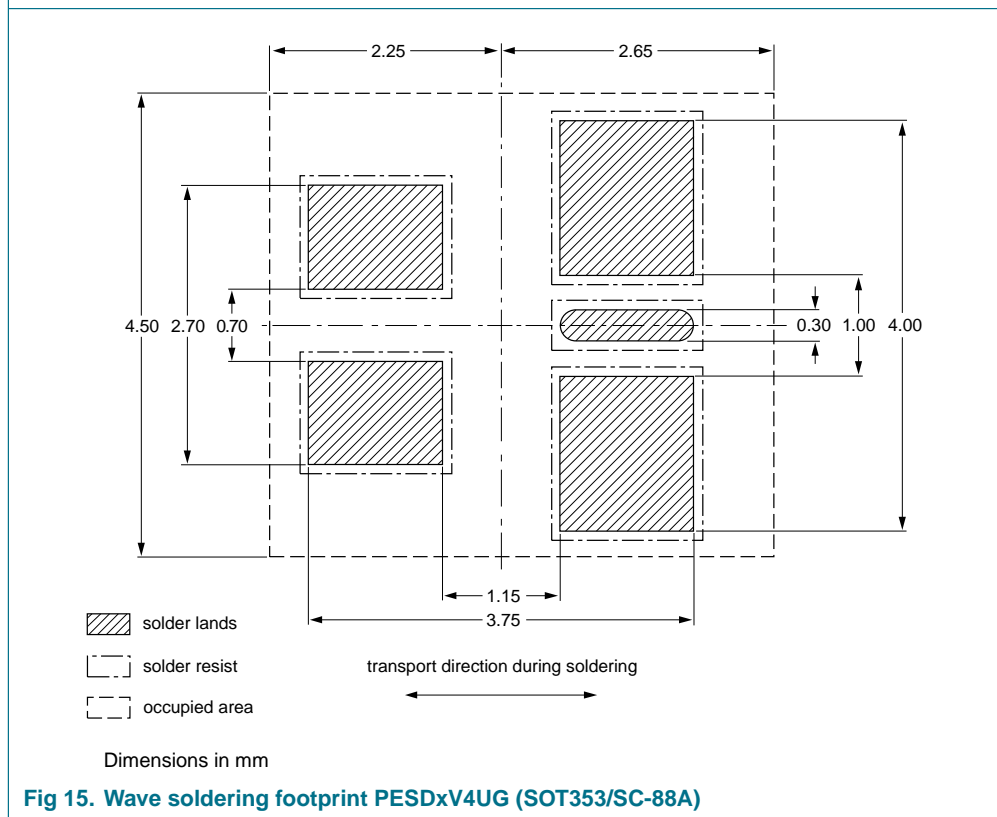 2.25 2.65
4.50 2.70 0.70 0.30 1.00 4.00
1.15
3.75
solder lands
solder resist
transport direction during soldering
occupied area
Dimensions in mm
Fig 15. Wave soldering footprint PESDxV4UG (SOT353/SC-88A)